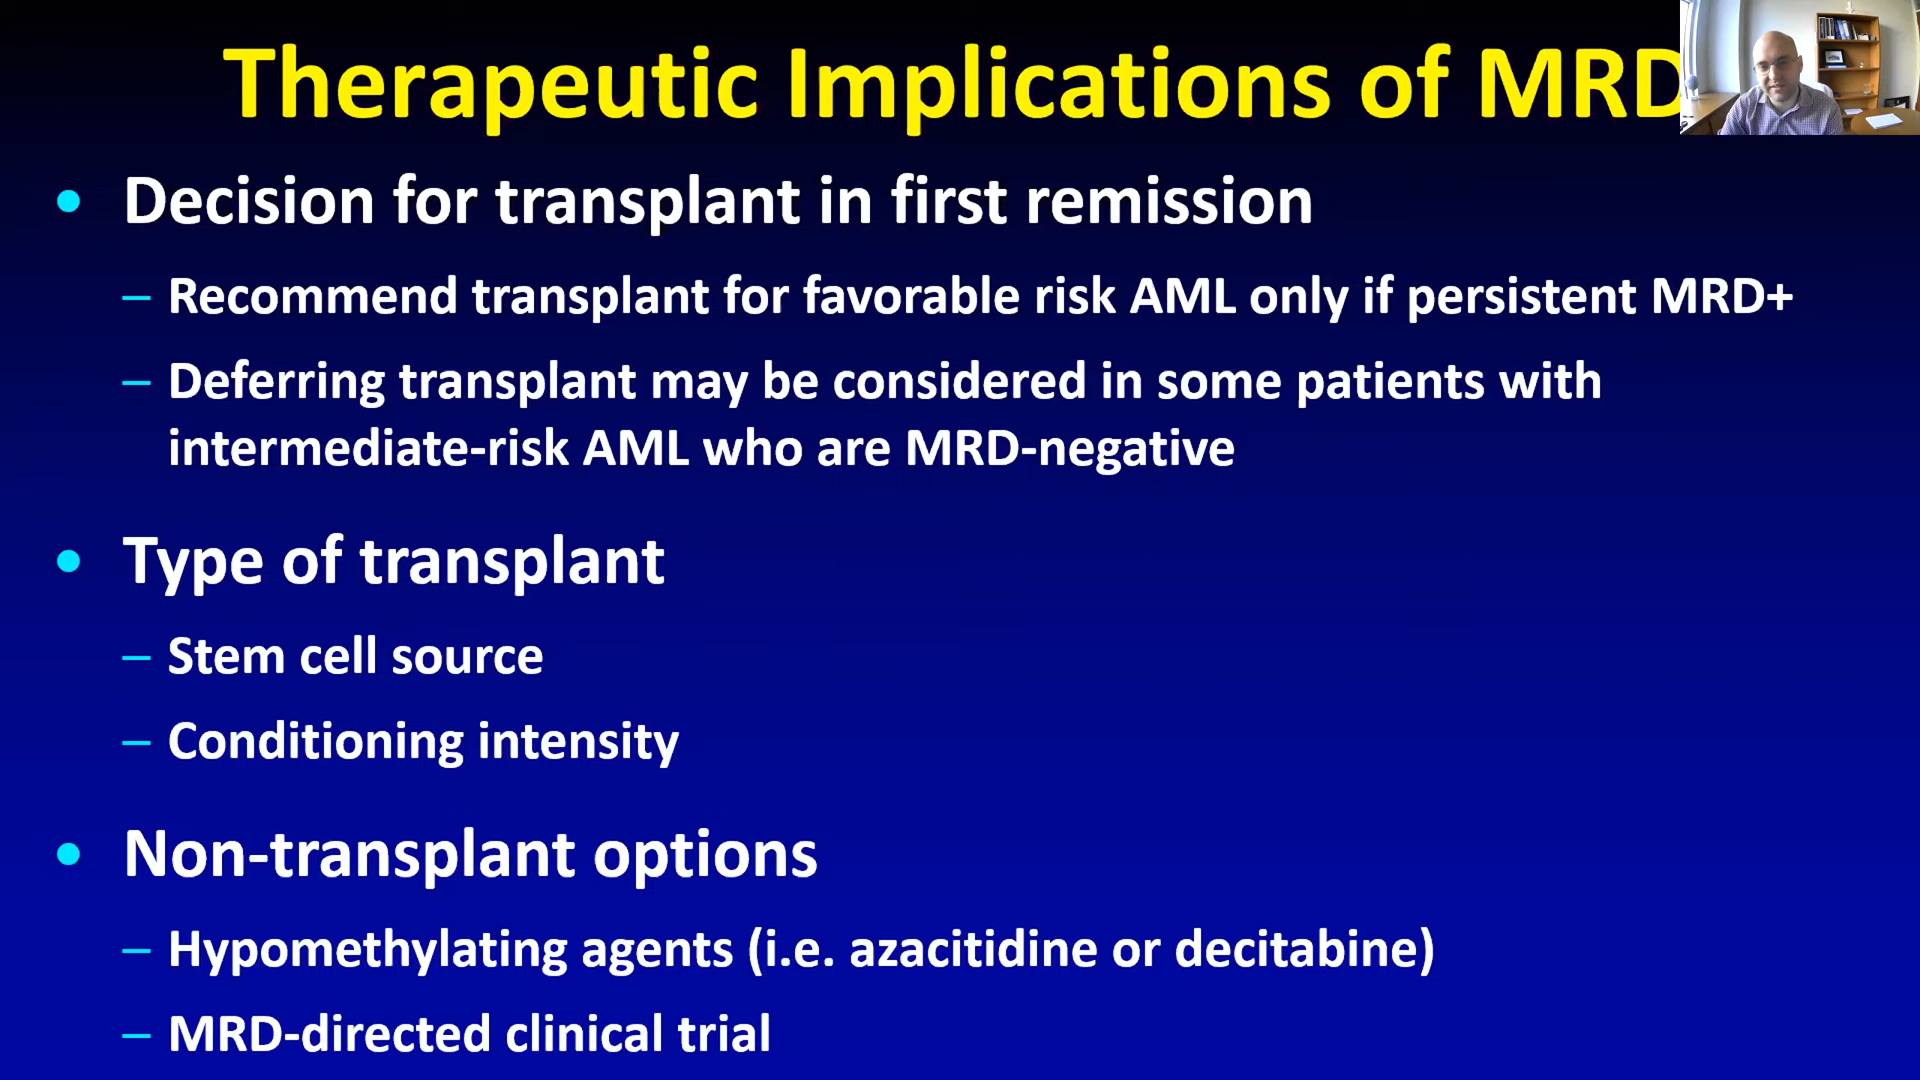 Therapeutic Implications of MRD
• Decision for transplant in first remission
– Recommend transplant for favorable risk AML only if persistent MRD+
– Deferring transplant may be considered in some patients with
intermediate-risk AML who are MRD-negative
• Type of transplant
– Stem cell source
– Conditioning intensity
• Non-transplant options
– Hypomethylating agents (i.e. azacitidine or decitabine)
– MRD-directed clinical trial